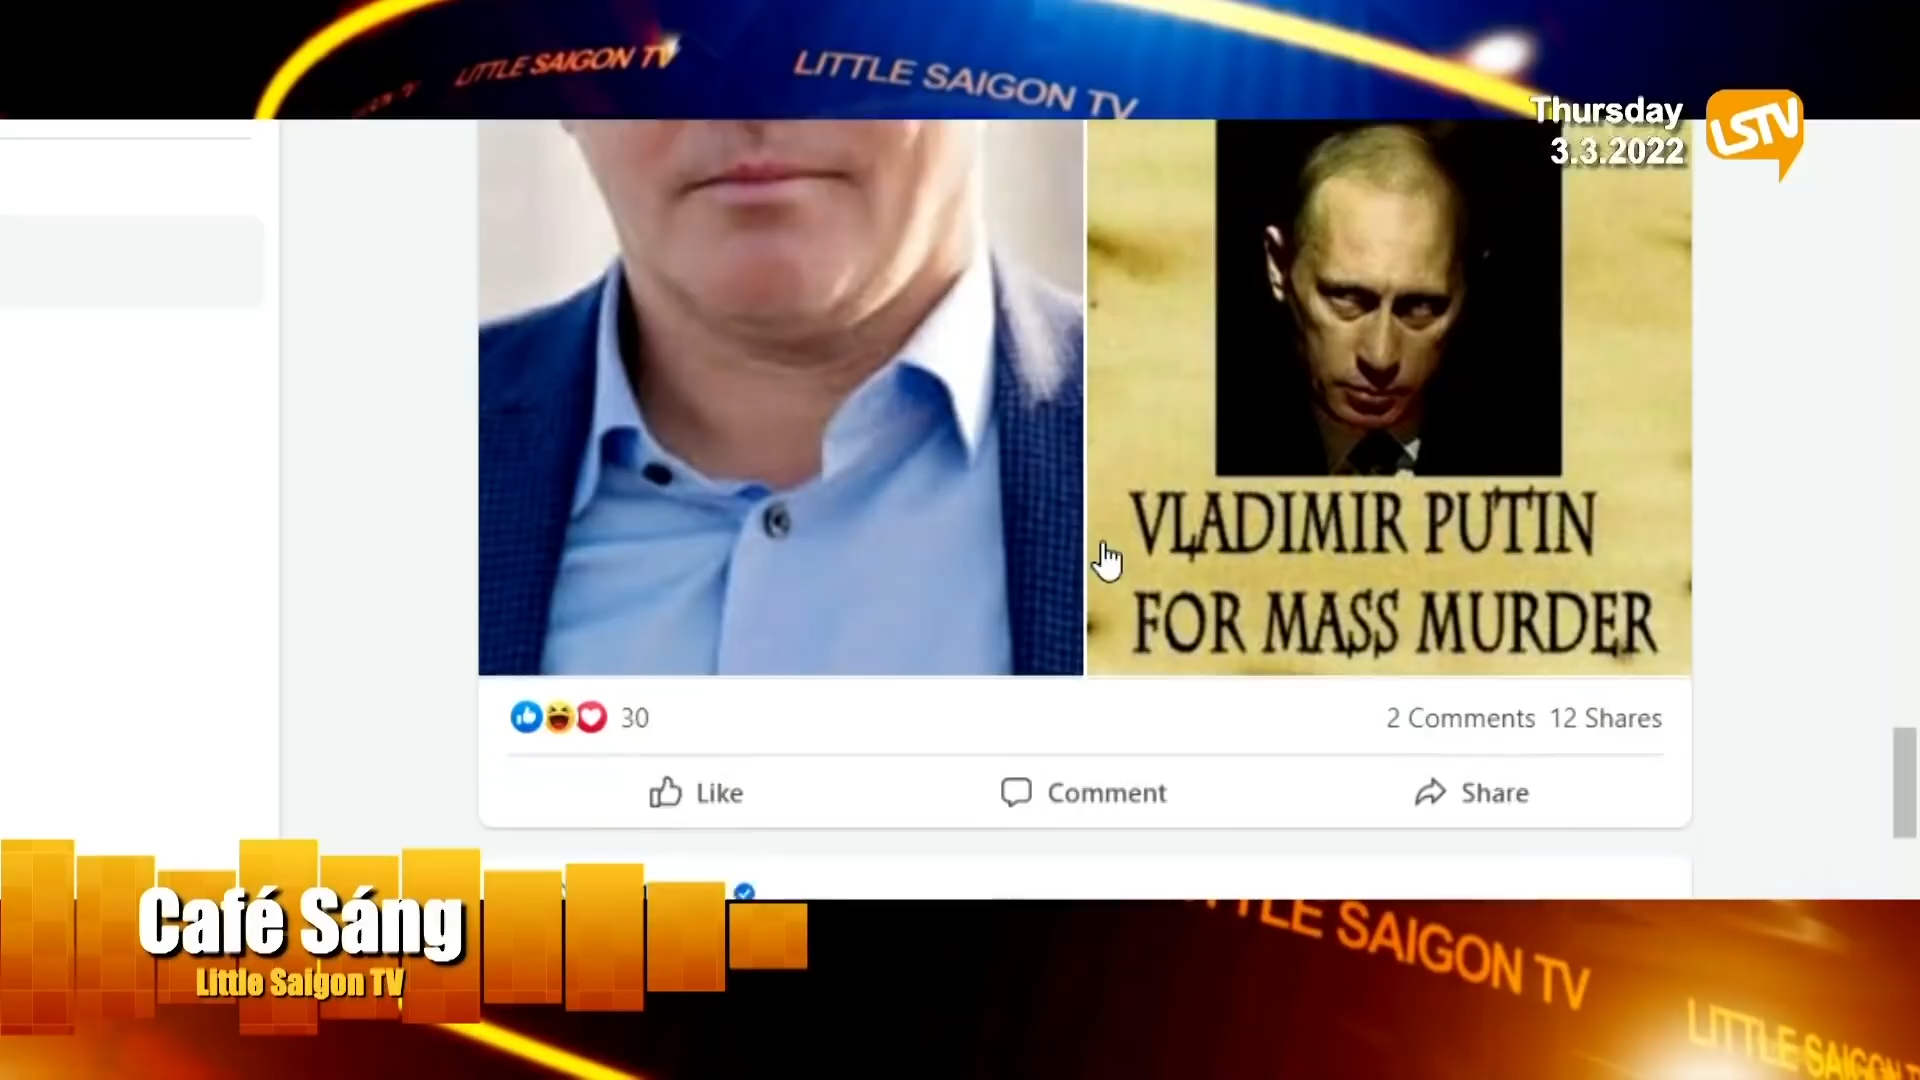 LITTLE SAIGON TV
LITTLE SAIGON TV
Thursday
3.3.2022
LSTV
VLADIMIR PUTIN
FOR MASS MURDER
30
2 Comments 12 Shares
Like
Comment
Share
Café Sáng
Little Saigon TV
TLE SAIGON TV
LITTLE SAIGON T